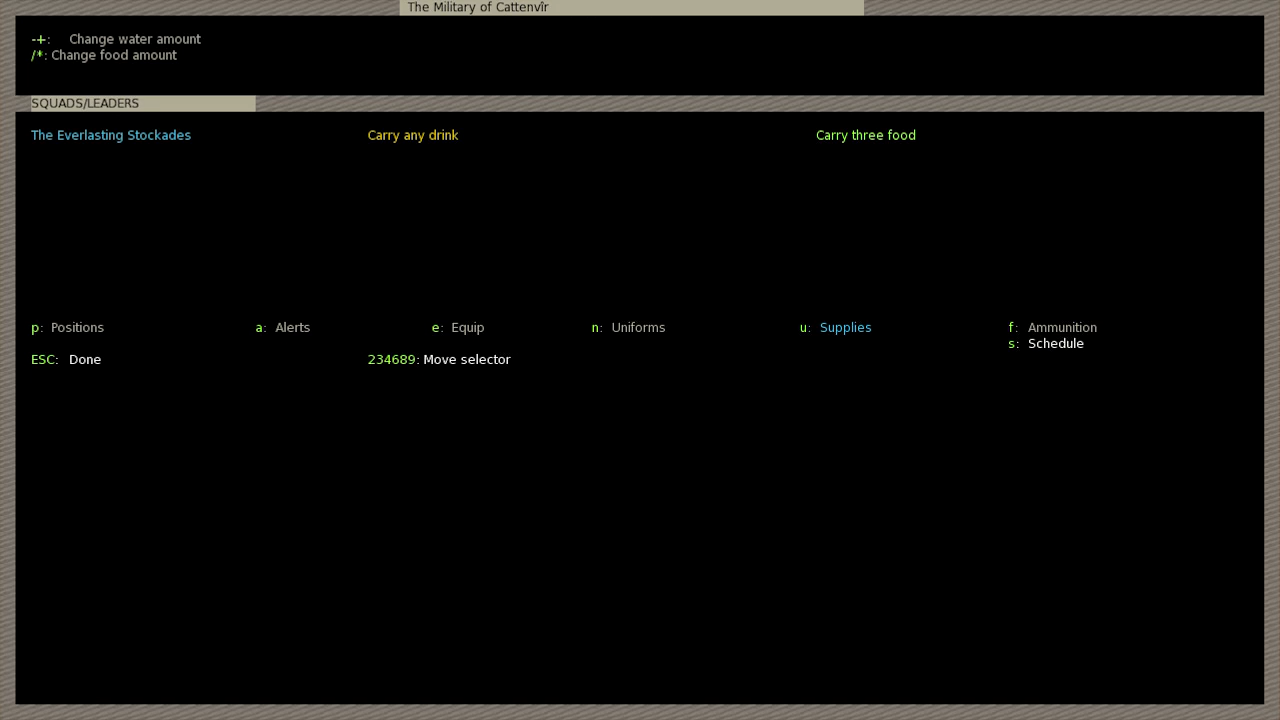 The Military of Cattenvîr
-+: Change water amount
/*: Change food amount
SQUADS/LEADERS
The Everlasting Stockades Carry any drink Carry three food
p: Positions a: Alerts e: Equip n: Uniforms u: Supplies f: Ammunition
s: Schedule
ESC: Done 234689: Move selector